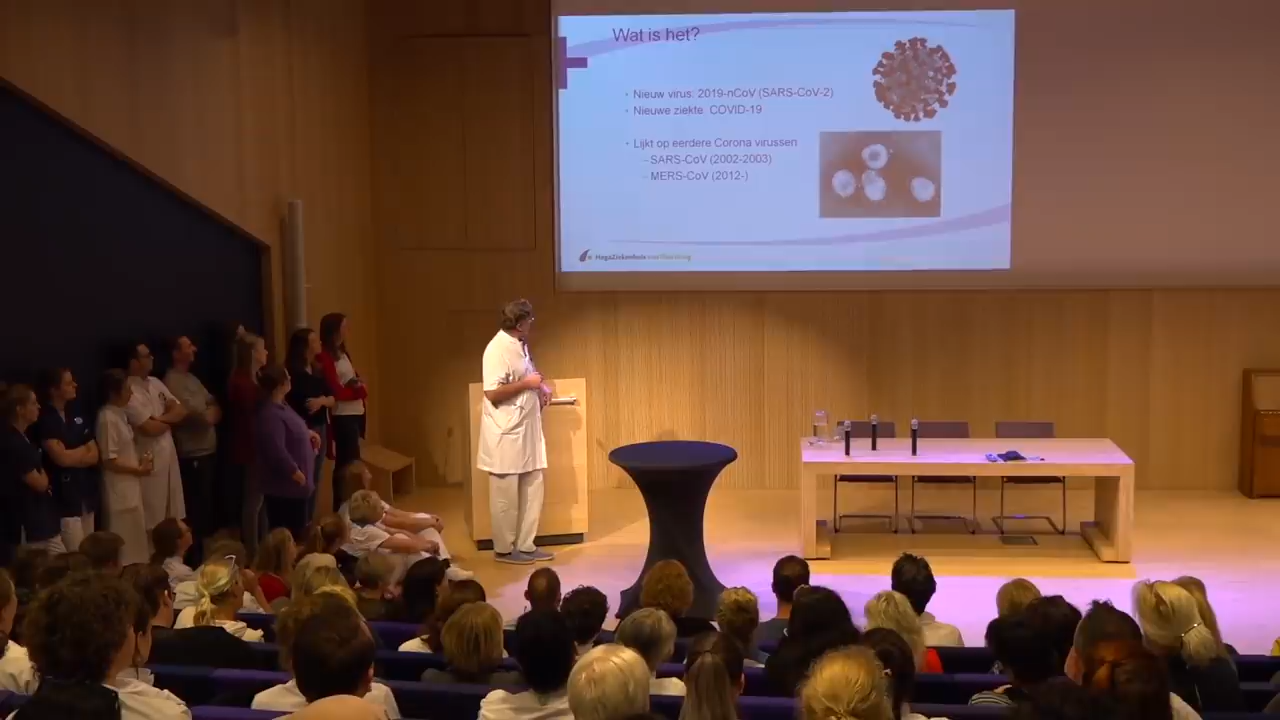 Wat is het?
• Nieuw virus: 2019-nCoV (SARS-CoV-2)
• Nieuwe ziekte COVID-19
• Lijkt op eerdere Corona virussen
– SARS-CoV (2002-2003)
– MERS-CoV (2012-)
HagaZiekenhuis